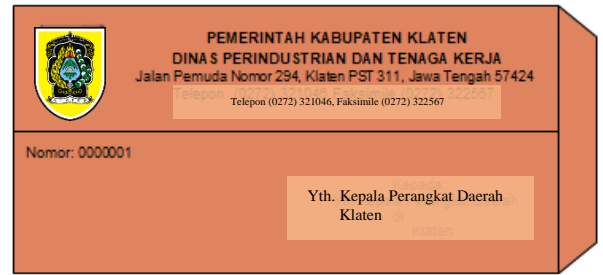 PEMERINTAH KABUPATEN KLATEN
DINAS PERINDUSTRIAN DAN TENAGA KERJA
Jalan Pemuda Nomor 294, Klaten PST 311, Jawa Tengah 57424
Telepon (0272) 321046, Faksimile (0272) 322567
Nomor: 0000001
Yth. Kepala Perangkat Daerah
Klaten